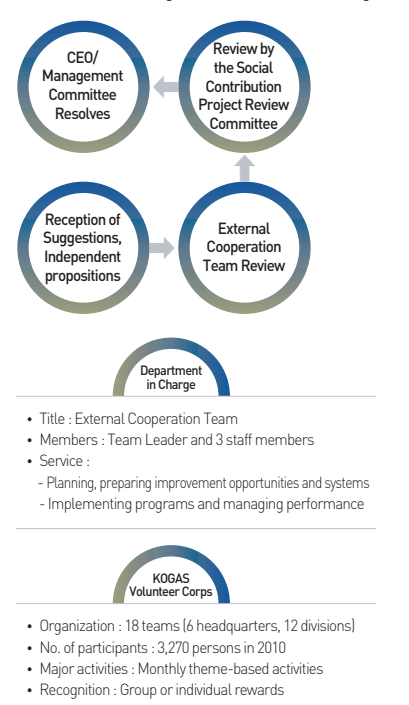 CEO/
Management
Committee
Resolves
Review by
the Social
Contribution
Project Review
Committee
Reception of
Suggestions,
Independent
propositions
External
Cooperation
Team Review
Department
in Charge
• Title : External Cooperation Team
• Members : Team Leader and 3 staff members
• Service :
- Planning, preparing improvement opportunities and systems
- Implementing programs and managing performance
KOGAS
Volunteer Corps
• Organization : 18 teams (6 headquarters, 12 divisions)
• No. of participants : 3,270 persons in 2010
• Major activities : Monthly theme-based activities
• Recognition : Group or individual rewards